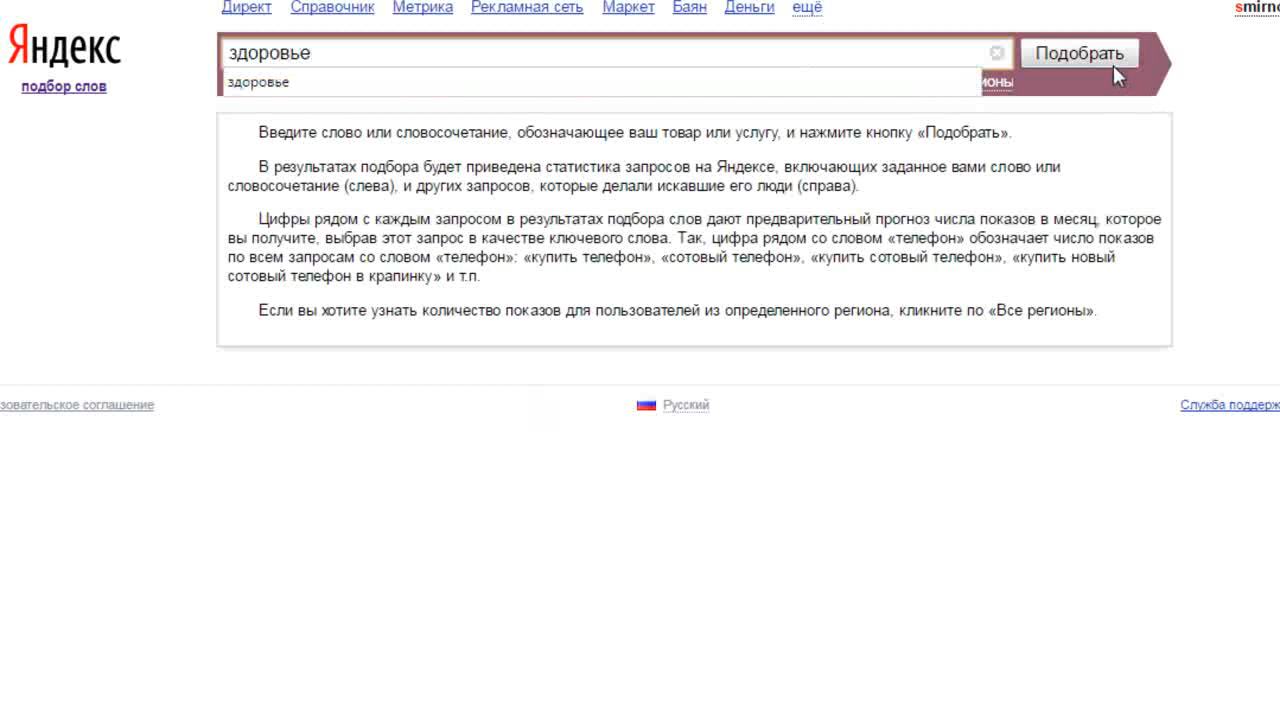 Директ Справочник Метрика Рекламная сеть Маркет Баян Деньги ещё
smirno
Яндекс
подбор слов
здоровье
Подобрать
здоровье
ионы
Введите слово или словосочетание, обозначающее ваш товар или услугу, и нажмите кнопку «Подобрать».
В результатах подбора будет приведена статистика запросов на Яндексе, включающих заданное вами слово или
словосочетание (слева), и других запросов, которые делали искавшие его люди (справа).
Цифры рядом с каждым запросом в результатах подбора слов дают предварительный прогноз числа показов в месяц, которое
вы получите, выбрав этот запрос в качестве ключевого слова. Так, цифра рядом со словом «телефон» обозначает число показов
по всем запросам со словом «телефон»: «купить телефон», «сотовый телефон», «купить сотовый телефон», «купить новый
сотовый телефон в крапинку» и т.п.
Если вы хотите узнать количество показов для пользователей из определенного региона, кликните по «Все регионы».
зовательское соглашение
Русский
Служба поддерж